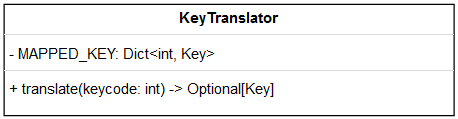 KeyTranslator
- MAPPED_KEY: Dict<int, Key>
+ translate(keycode: int) -> Optional[Key]